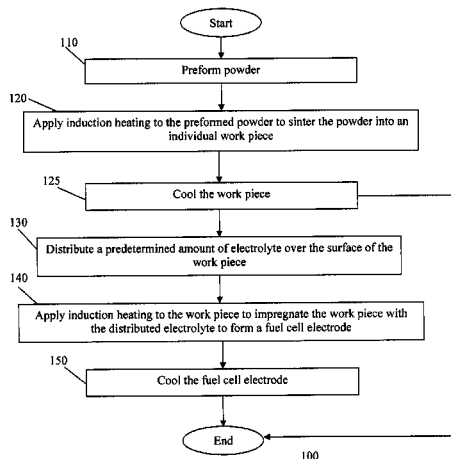 Start
110
Preform powder
120
Apply induction heating to the preformed powder to sinter the powder into an
individual work piece
125
Cool the work piece
130
Distribute a predetermined amount of electrolyte over the surface of the
work piece
140
Apply induction heating to the work piece to impregnate the work piece with
the distributed electrolyte to form a fuel cell electrode
150
Cool the fuel cell electrode
End
100